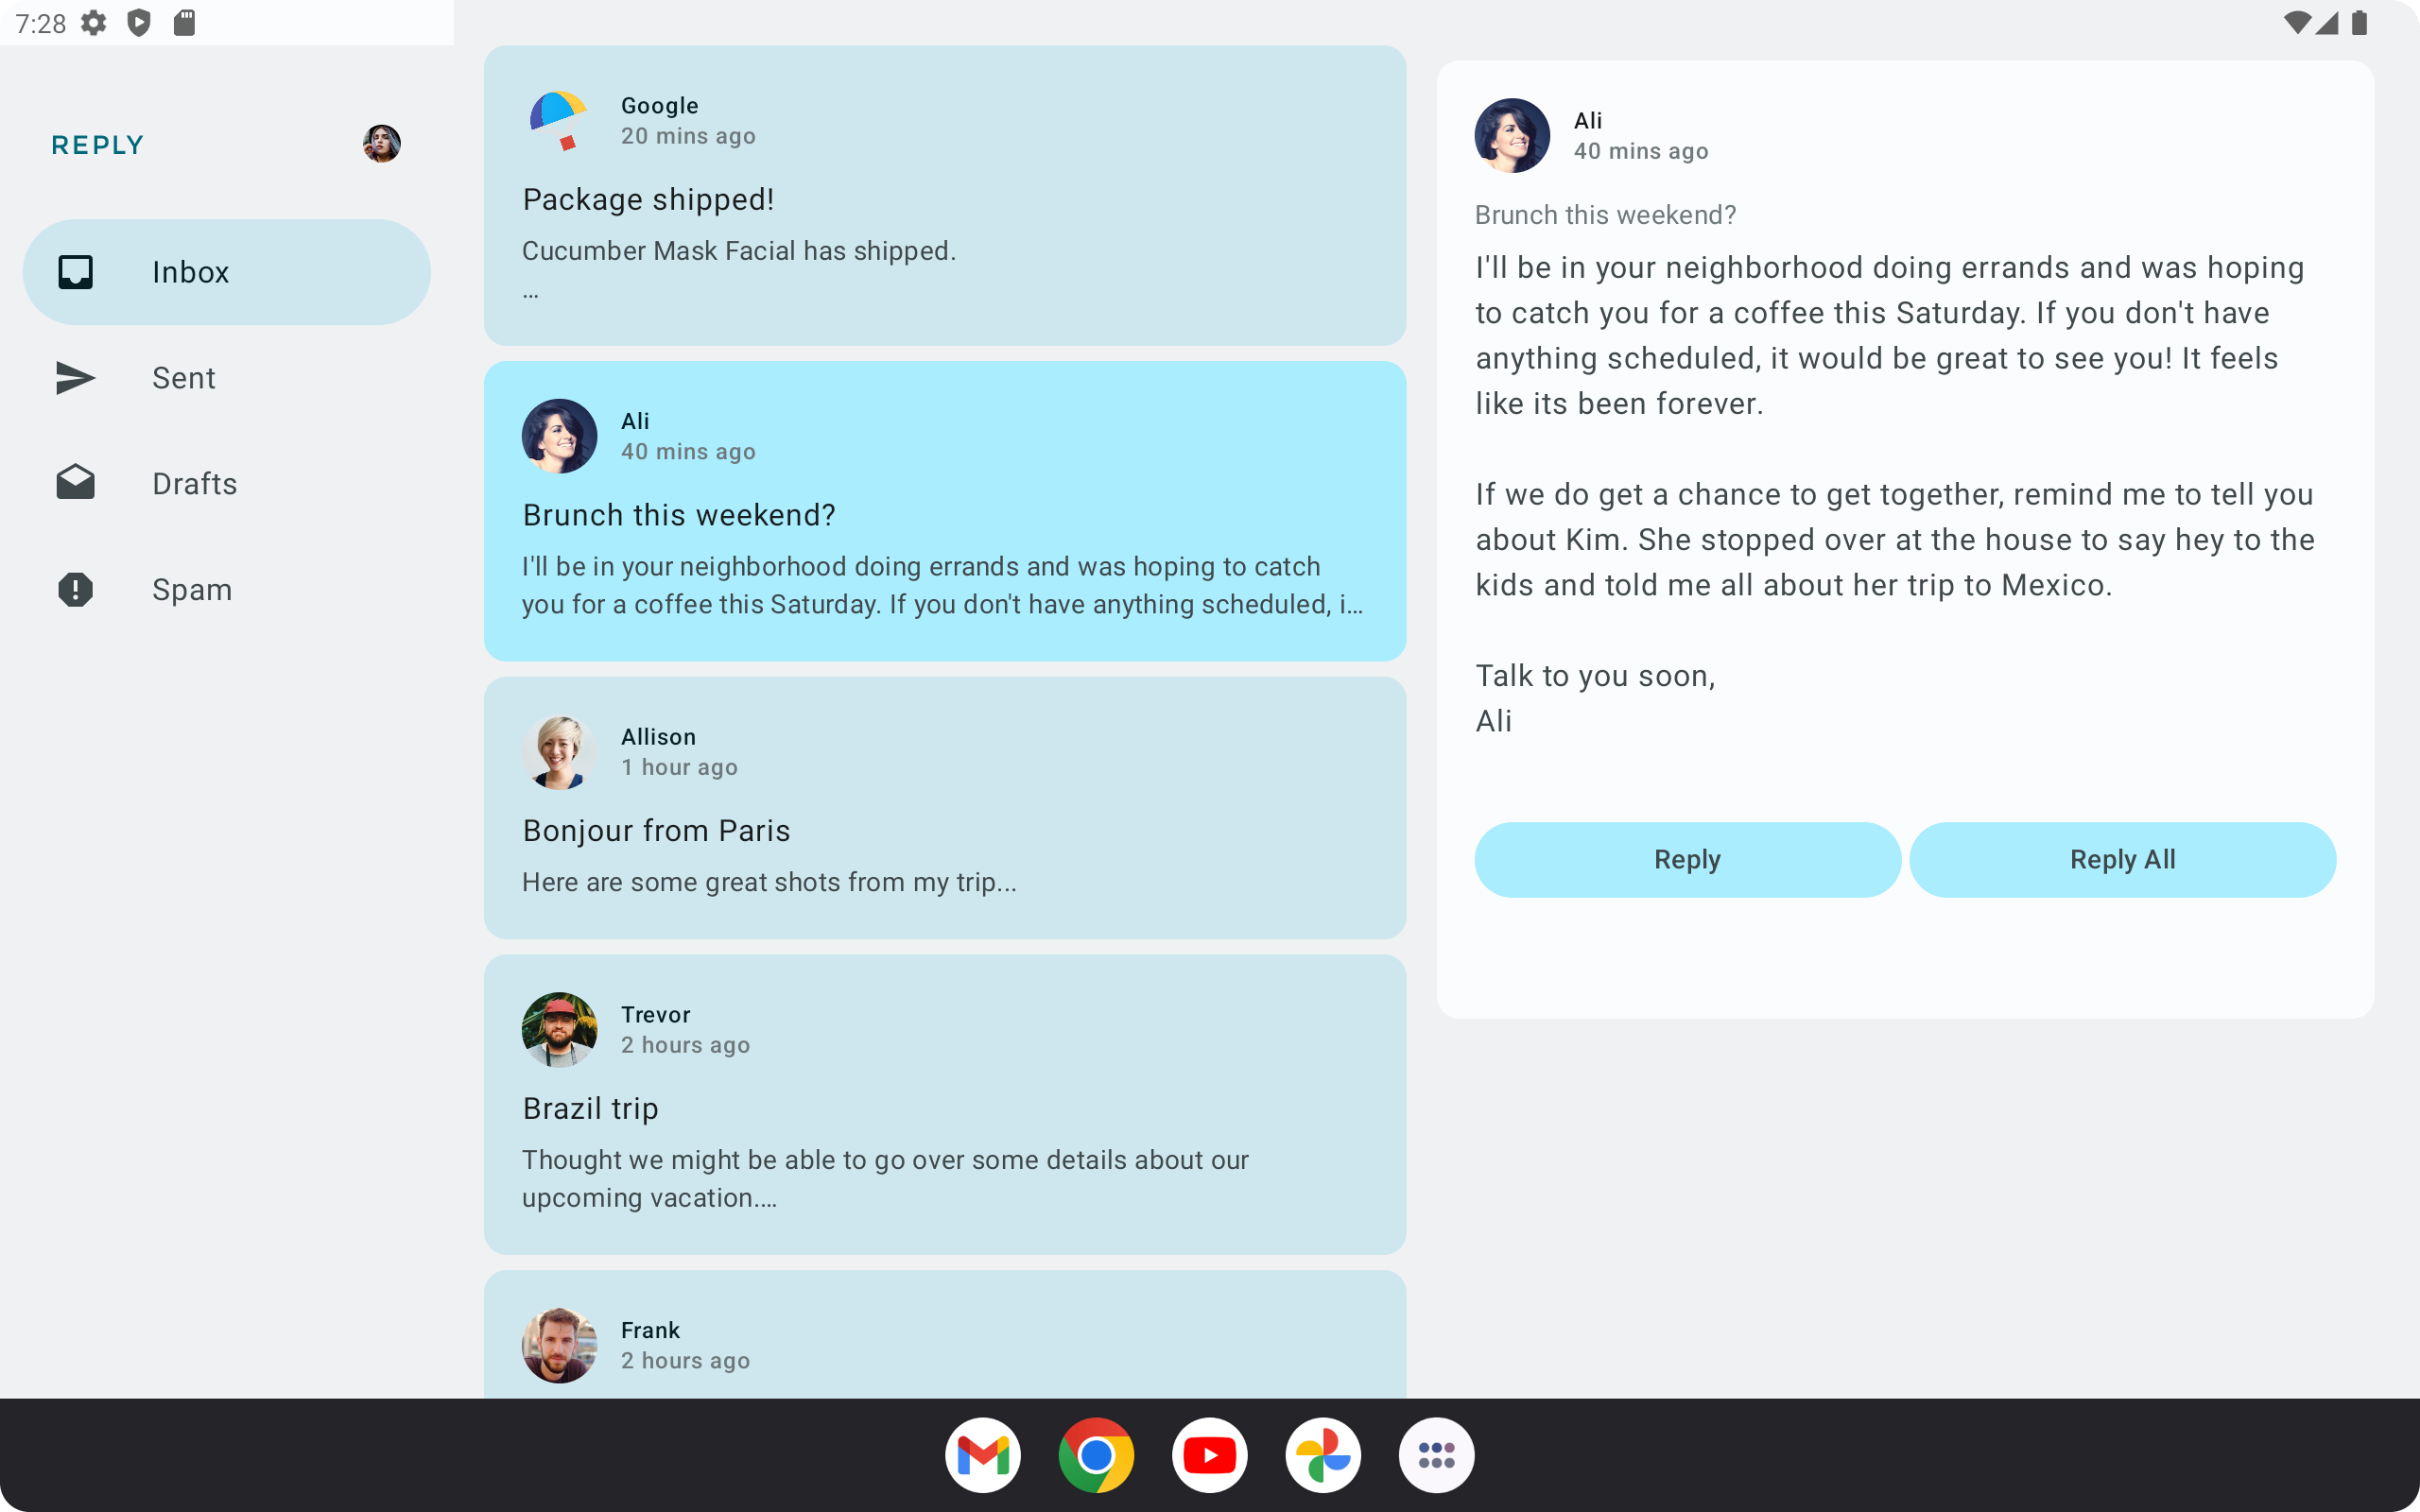 7:28
REPLY
Inbox
Sent
Drafts
Spam
Google
20 mins ago
Package shipped!
Cucumber Mask Facial has shipped.
…
Ali
40 mins ago
Brunch this weekend?
I'll be in your neighborhood doing errands and was hoping to catch
you for a coffee this Saturday. If you don't have anything scheduled, i…
Allison
1 hour ago
Bonjour from Paris
Here are some great shots from my trip...
Trevor
2 hours ago
Brazil trip
Thought we might be able to go over some details about our
upcoming vacation.…
Frank
2 hours ago
Ali
40 mins ago
Brunch this weekend?
I'll be in your neighborhood doing errands and was hoping
to catch you for a coffee this Saturday. If you don't have
anything scheduled, it would be great to see you! It feels
like its been forever.
If we do get a chance to get together, remind me to tell you
about Kim. She stopped over at the house to say hey to the
kids and told me all about her trip to Mexico.
Talk to you soon,
Ali
Reply
Reply All